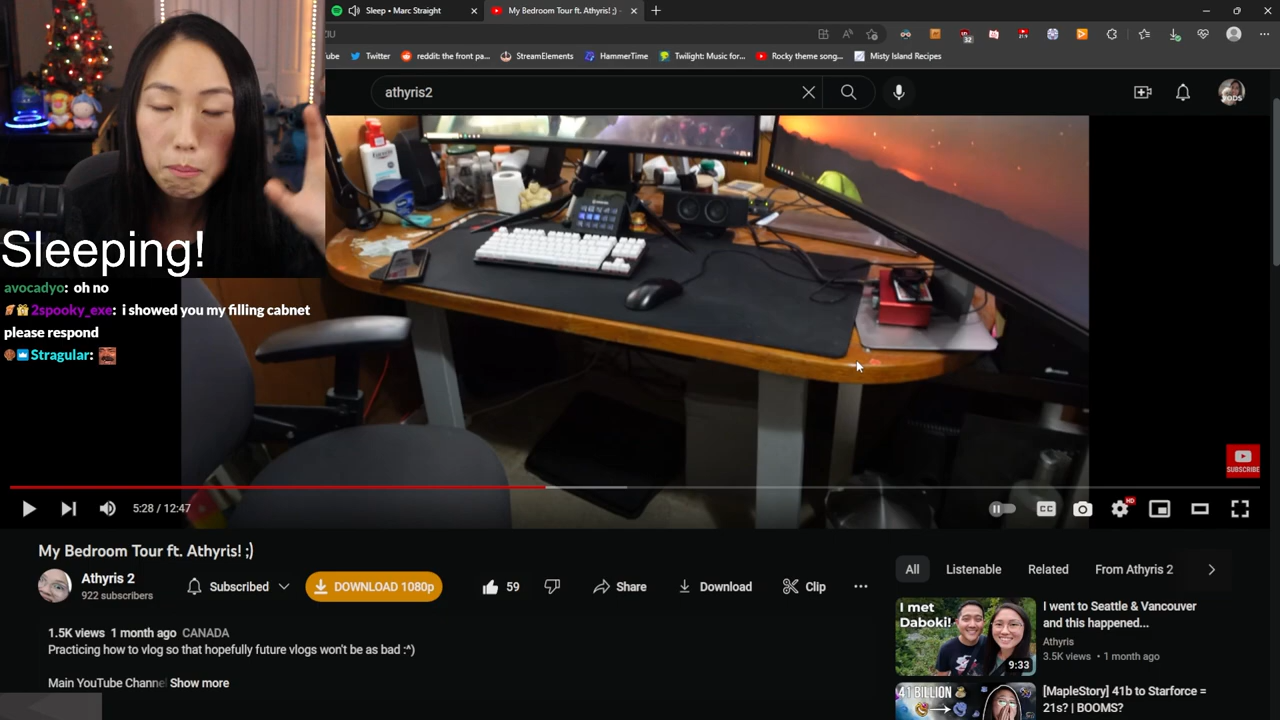 Sleep • Marc Straight
My Bedroom Tour ft. Athyris! ;) -
ZIU
32
ube
Twitter
reddit: the front pa...
StreamElements
HammerTime
Twilight: Music for...
Rocky theme song...
Misty Island Recipes
athyris2
Sleeping!
avocadyo: oh no
2spooky_exe: i showed you my filling cabnet
please respond
Stragular:
SUBSCRIBE
5:28 / 12:47
CC
HD
My Bedroom Tour ft. Athyris! ;)
Athyris 2
922 subscribers
Subscribed
DOWNLOAD 1080p
59
Share
Download
Clip
1.5K views 1 month ago CANADA
Practicing how to vlog so that hopefully future vlogs won't be as bad :^)
Main YouTube Channe Show more
All
Listenable
Related
From Athyris 2
I met
Daboki!
9:33
I went to Seattle & Vancouver
and this happened...
Athyris
3.5K views • 1 month ago
41 BILLION
[MapleStory] 41b to Starforce =
21s? | BOOMS?